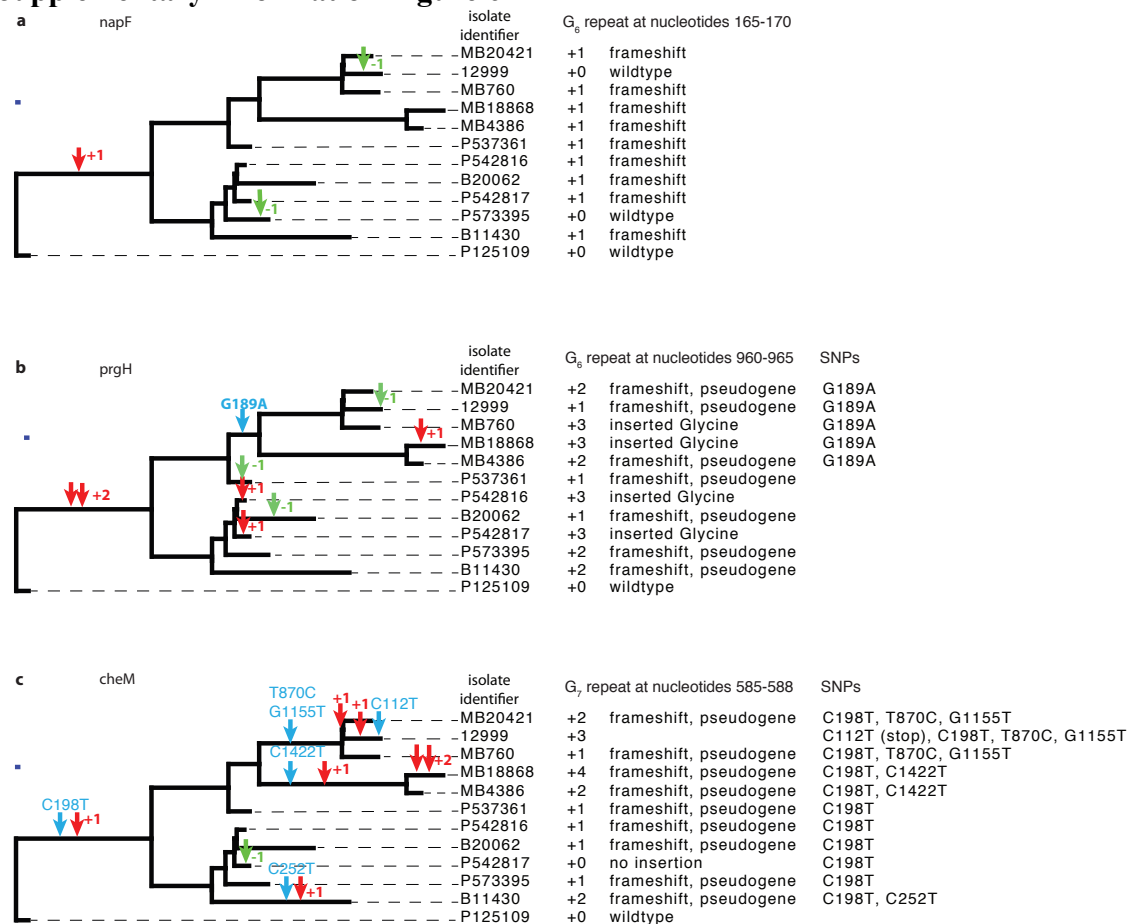 a napF isolate identifier G6 repeat at nucleotides 165-170
MB20421 +1 frameshift
-1
12999 +0 wildtype
MB760 +1 frameshift
MB18868 +1 frameshift
MB4386 +1 frameshift
P537361 +1 frameshift
+1
P542816 +1 frameshift
B20062 +1 frameshift
P542817 +1 frameshift
-1
P573395 +0 wildtype
B11430 +1 frameshift
P125109 +0 wildtype
b prgH isolate identifier G6 repeat at nucleotides 960-965 SNPs
MB20421 +2 frameshift, pseudogene G189A
-1
G189A
12999 +1 frameshift, pseudogene G189A
MB760 +3 inserted Glycine G189A
+1
MB18868 +3 inserted Glycine G189A
MB4386 +2 frameshift, pseudogene G189A
-1
P537361 +1 frameshift, pseudogene
+1
+2
P542816 +3 inserted Glycine
-1
B20062 +1 frameshift, pseudogene
+1
P542817 +3 inserted Glycine
P573395 +2 frameshift, pseudogene
B11430 +2 frameshift, pseudogene
P125109 +0 wildtype
c cheM isolate identifier G7 repeat at nucleotides 585-588 SNPs
T870C
G1155T
+1
+1
C112T
MB20421 +2 frameshift, pseudogene C198T, T870C, G1155T
12999 +3 C112T (stop), C198T, T870C, G1155T
C1422T
MB760 +1 frameshift, pseudogene C198T, T870C, G1155T
+1
+2
MB18868 +4 frameshift, pseudogene C198T, C1422T
MB4386 +2 frameshift, pseudogene C198T, C1422T
C198T
P537361 +1 frameshift, pseudogene C198T
+1
P542816 +1 frameshift, pseudogene C198T
B20062 +1 frameshift, pseudogene C198T
-1
P542817 +0 no insertion C198T
C252T
P573395 +1 frameshift, pseudogene C198T
+1
B11430 +2 frameshift, pseudogene C198T, C252T
P125109 +0 wildtype